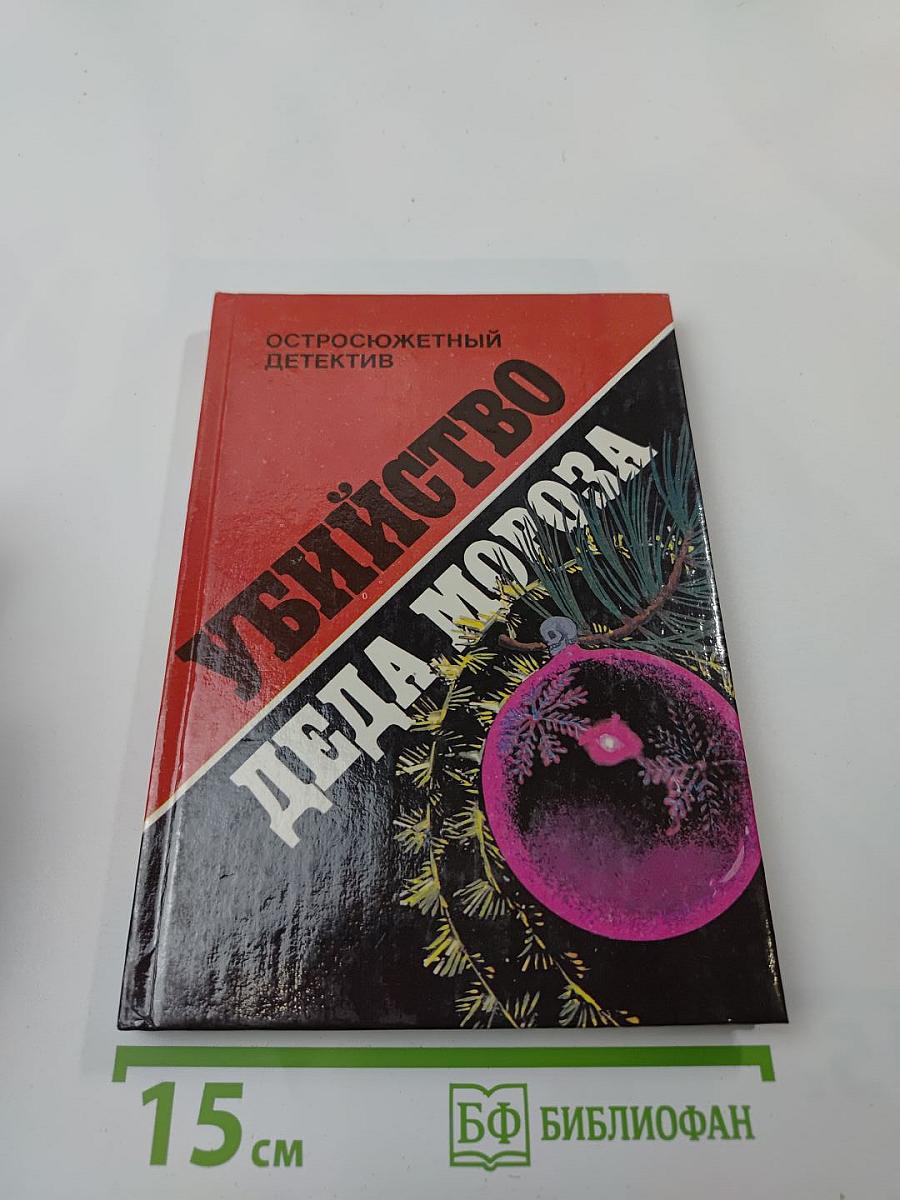 ОСТРОСЮЖЕТНЫЙ
ДЕТЕКТИВ
УБИЙСТВО
ДЕДА МОРОЗА
15 см
БФ БИБЛИОФАН